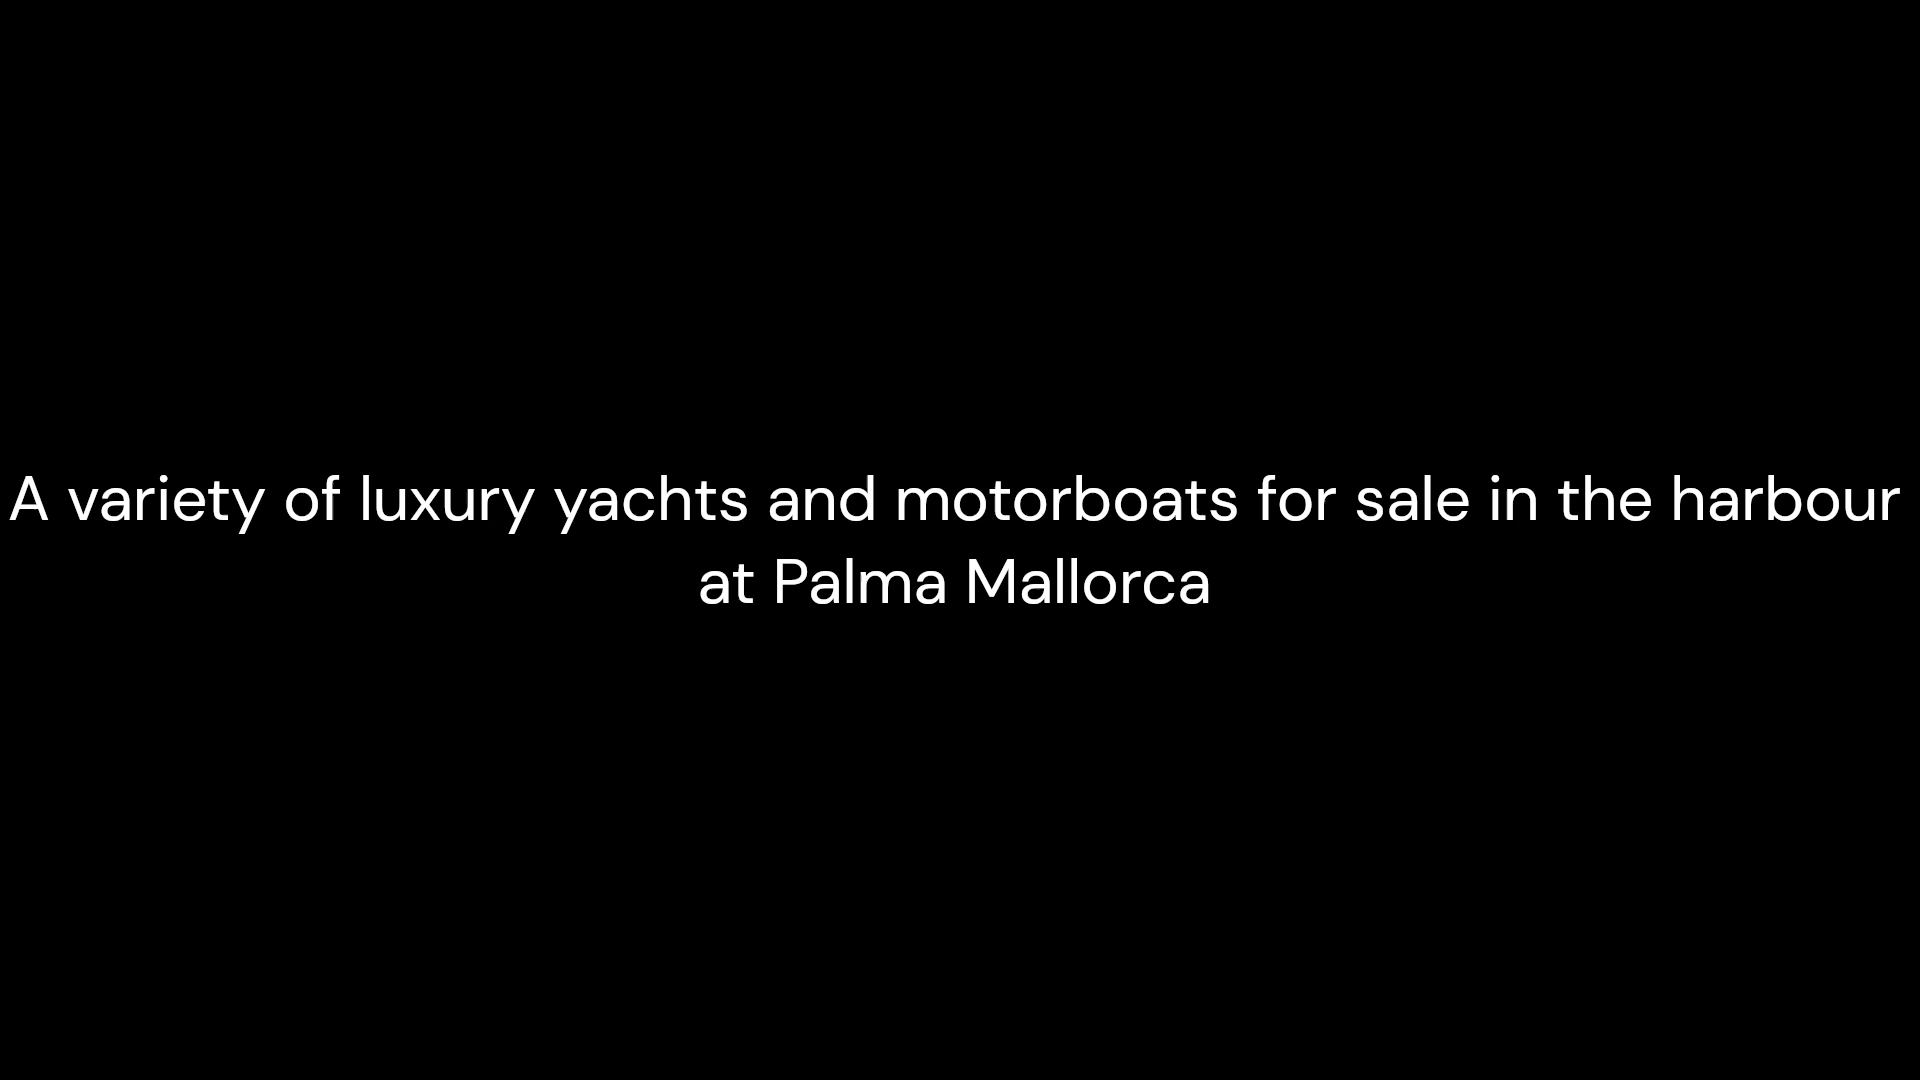 A variety of luxury yachts and motorboats for sale in the harbour
at Palma Mallorca